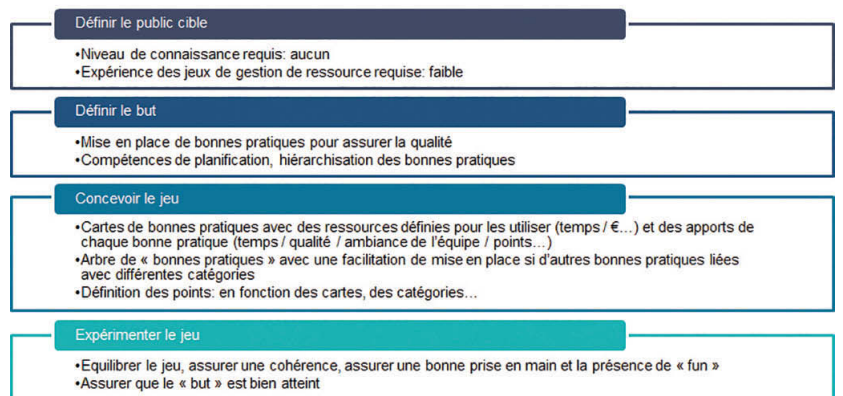 Définir le public cible
•Niveau de connaissance requis: aucun
•Expérience des jeux de gestion de ressource requise: faible
Définir le but
•Mise en place de bonnes pratiques pour assurer la qualité
•Compétences de planification, hiérarchisation des bonnes pratiques
Concevoir le jeu
•Cartes de bonnes pratiques avec des ressources définies pour les utiliser (temps / €…) et des apports de
chaque bonne pratique (temps / qualité / ambiance de l'équipe / points…)
•Arbre de « bonnes pratiques » avec une facilitation de mise en place si d'autres bonnes pratiques liées
avec différentes catégories
•Définition des points: en fonction des cartes, des catégories…
Expérimenter le jeu
•Equilibrer le jeu, assurer une cohérence, assurer une bonne prise en main et la présence de « fun »
•Assurer que le « but » est bien atteint